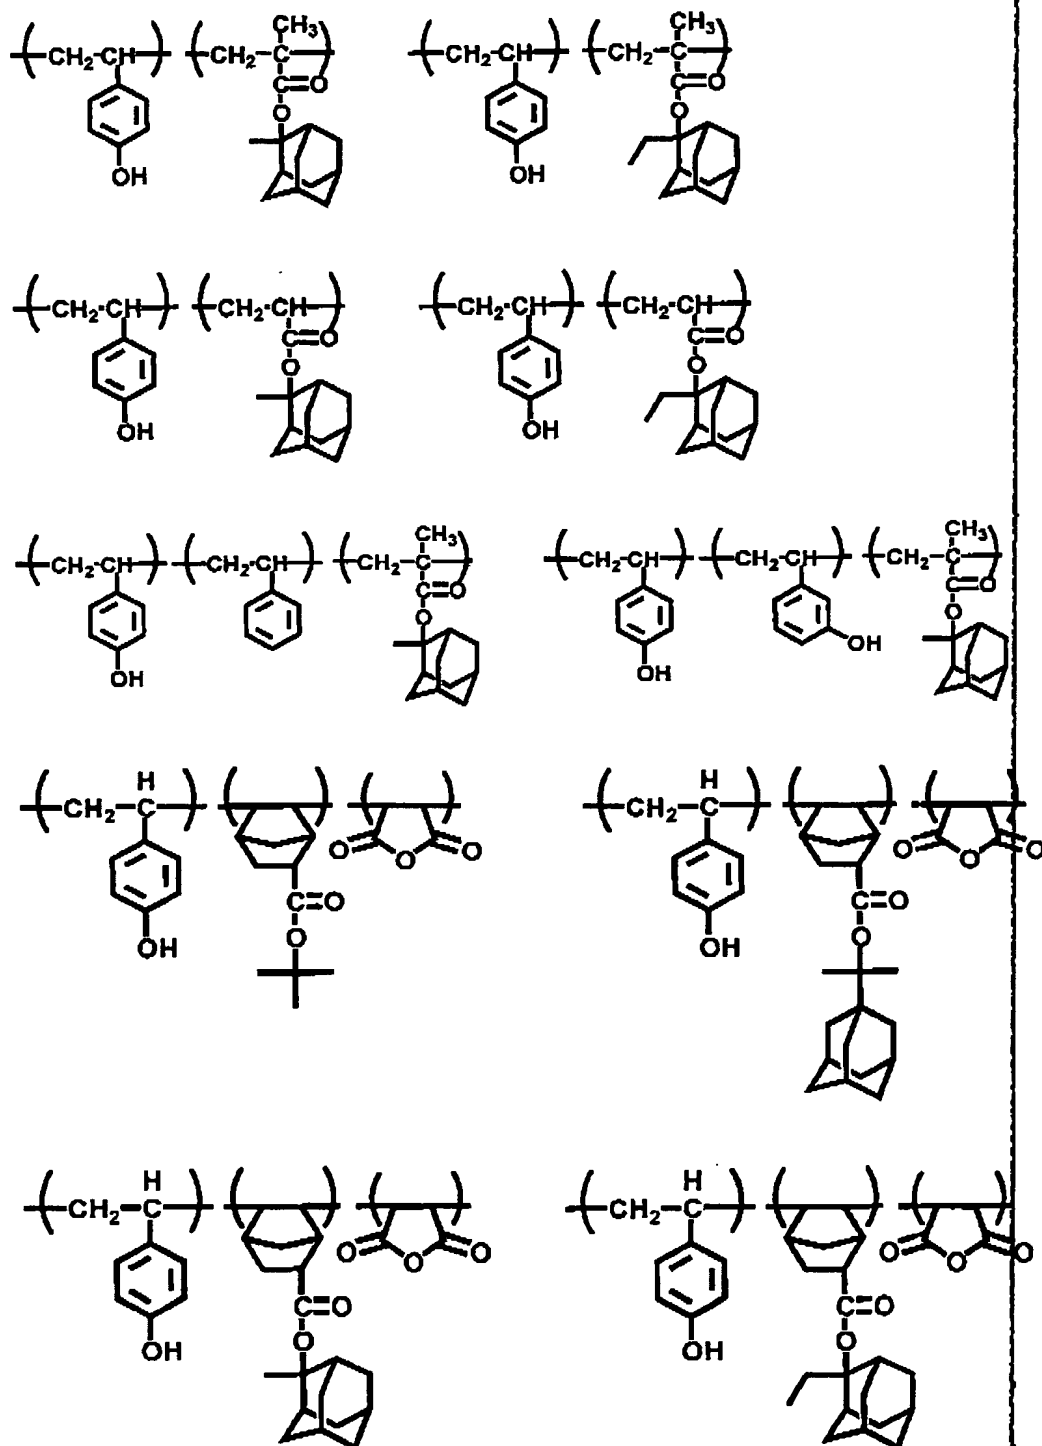 CH2-CH CH2-C CH3 CH2-CH CH2-C CH3
C=O C=O
O O
OH OH
CH2-CH CH2-CH CH2-CH CH2-CH
C=O C=O
O O
OH OH
CH2-CH CH2-CH CH2-C CH3 CH2-CH CH2-CH CH2-C CH3
C=O C=O
O O
OH OH OH
H H
CH2-C CH2-C
O O O O O O
C=O C=O
OH O OH O
H H
CH2-C CH2-C
O O O O O O
C=O C=O
OH O OH O